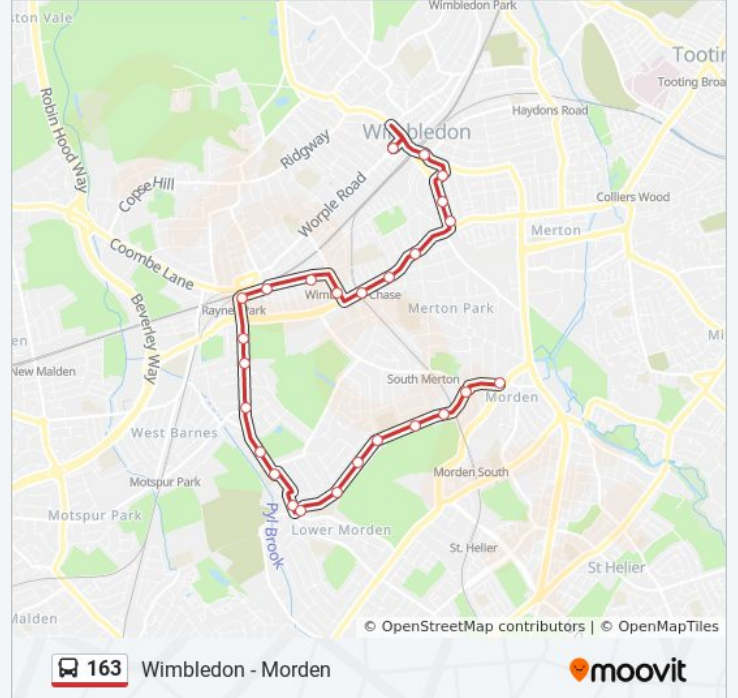 Wimbledon Park
ston Vale
Tootin
Tooting Broa
Robin Hood Way
Haydons Road
Wimbledon
Ridgway
Copse Hill
Worple Road
Colliers Wood
Merton
Coombe Lane
Wimb Chase
Raynes Park
Merton Park
Beverley Way
en
Mi
New Malden
South Merton
Morden
West Barnes
Morden South
Motspur Park
Motspur Park
Pyl Brook
Lower Morden
St. Helier
St Helier
Malden
© OpenStreetMap contributors | © OpenMapTiles
163 Wimbledon - Morden
moovit